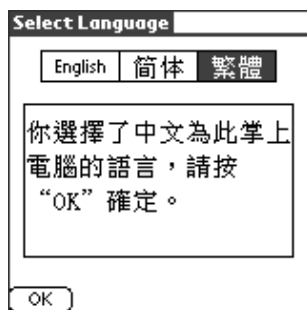 Select Language
English 简体 繁體
你選擇了中文為此掌上
電腦的語言，請按
“OK”確定。
OK